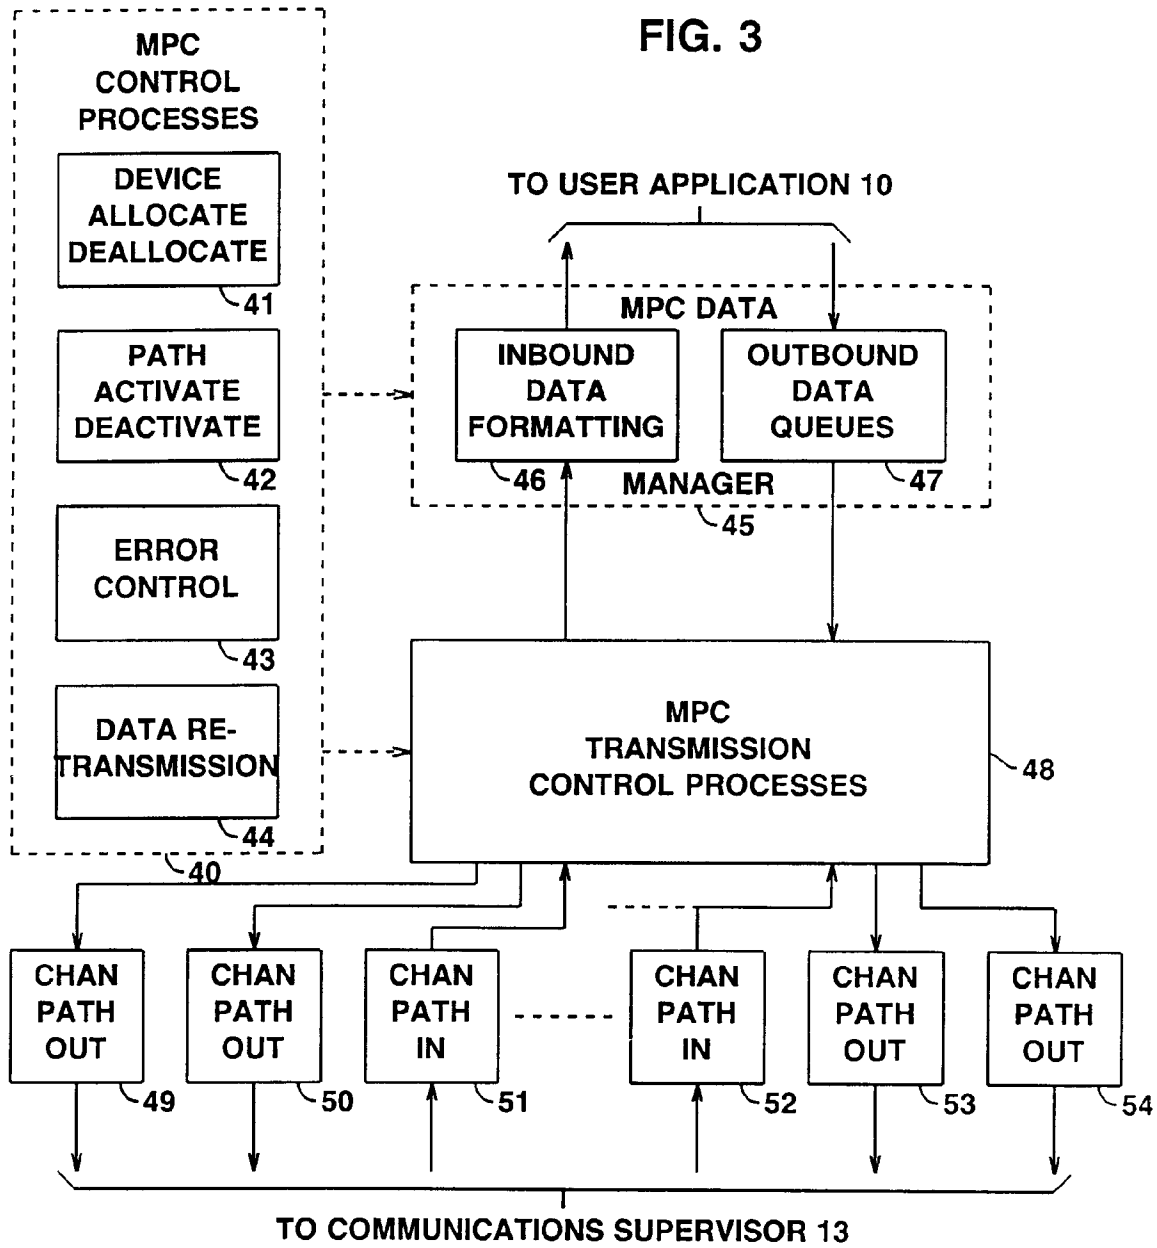 FIG. 3
MPC
CONTROL
PROCESSES
DEVICE
ALLOCATE
DEALLOCATE
41
PATH
ACTIVATE
DEACTIVATE
42
ERROR
CONTROL
43
DATA RE-
TRANSMISSION
44
40
TO USER APPLICATION 10
MPC DATA
INBOUND
DATA
FORMATTING
46
OUTBOUND
DATA
QUEUES
47
MANAGER
45
MPC
TRANSMISSION
CONTROL PROCESSES
48
CHAN
PATH
OUT
49
CHAN
PATH
OUT
50
CHAN
PATH
IN
51
CHAN
PATH
IN
52
CHAN
PATH
OUT
53
CHAN
PATH
OUT
54
TO COMMUNICATIONS SUPERVISOR 13